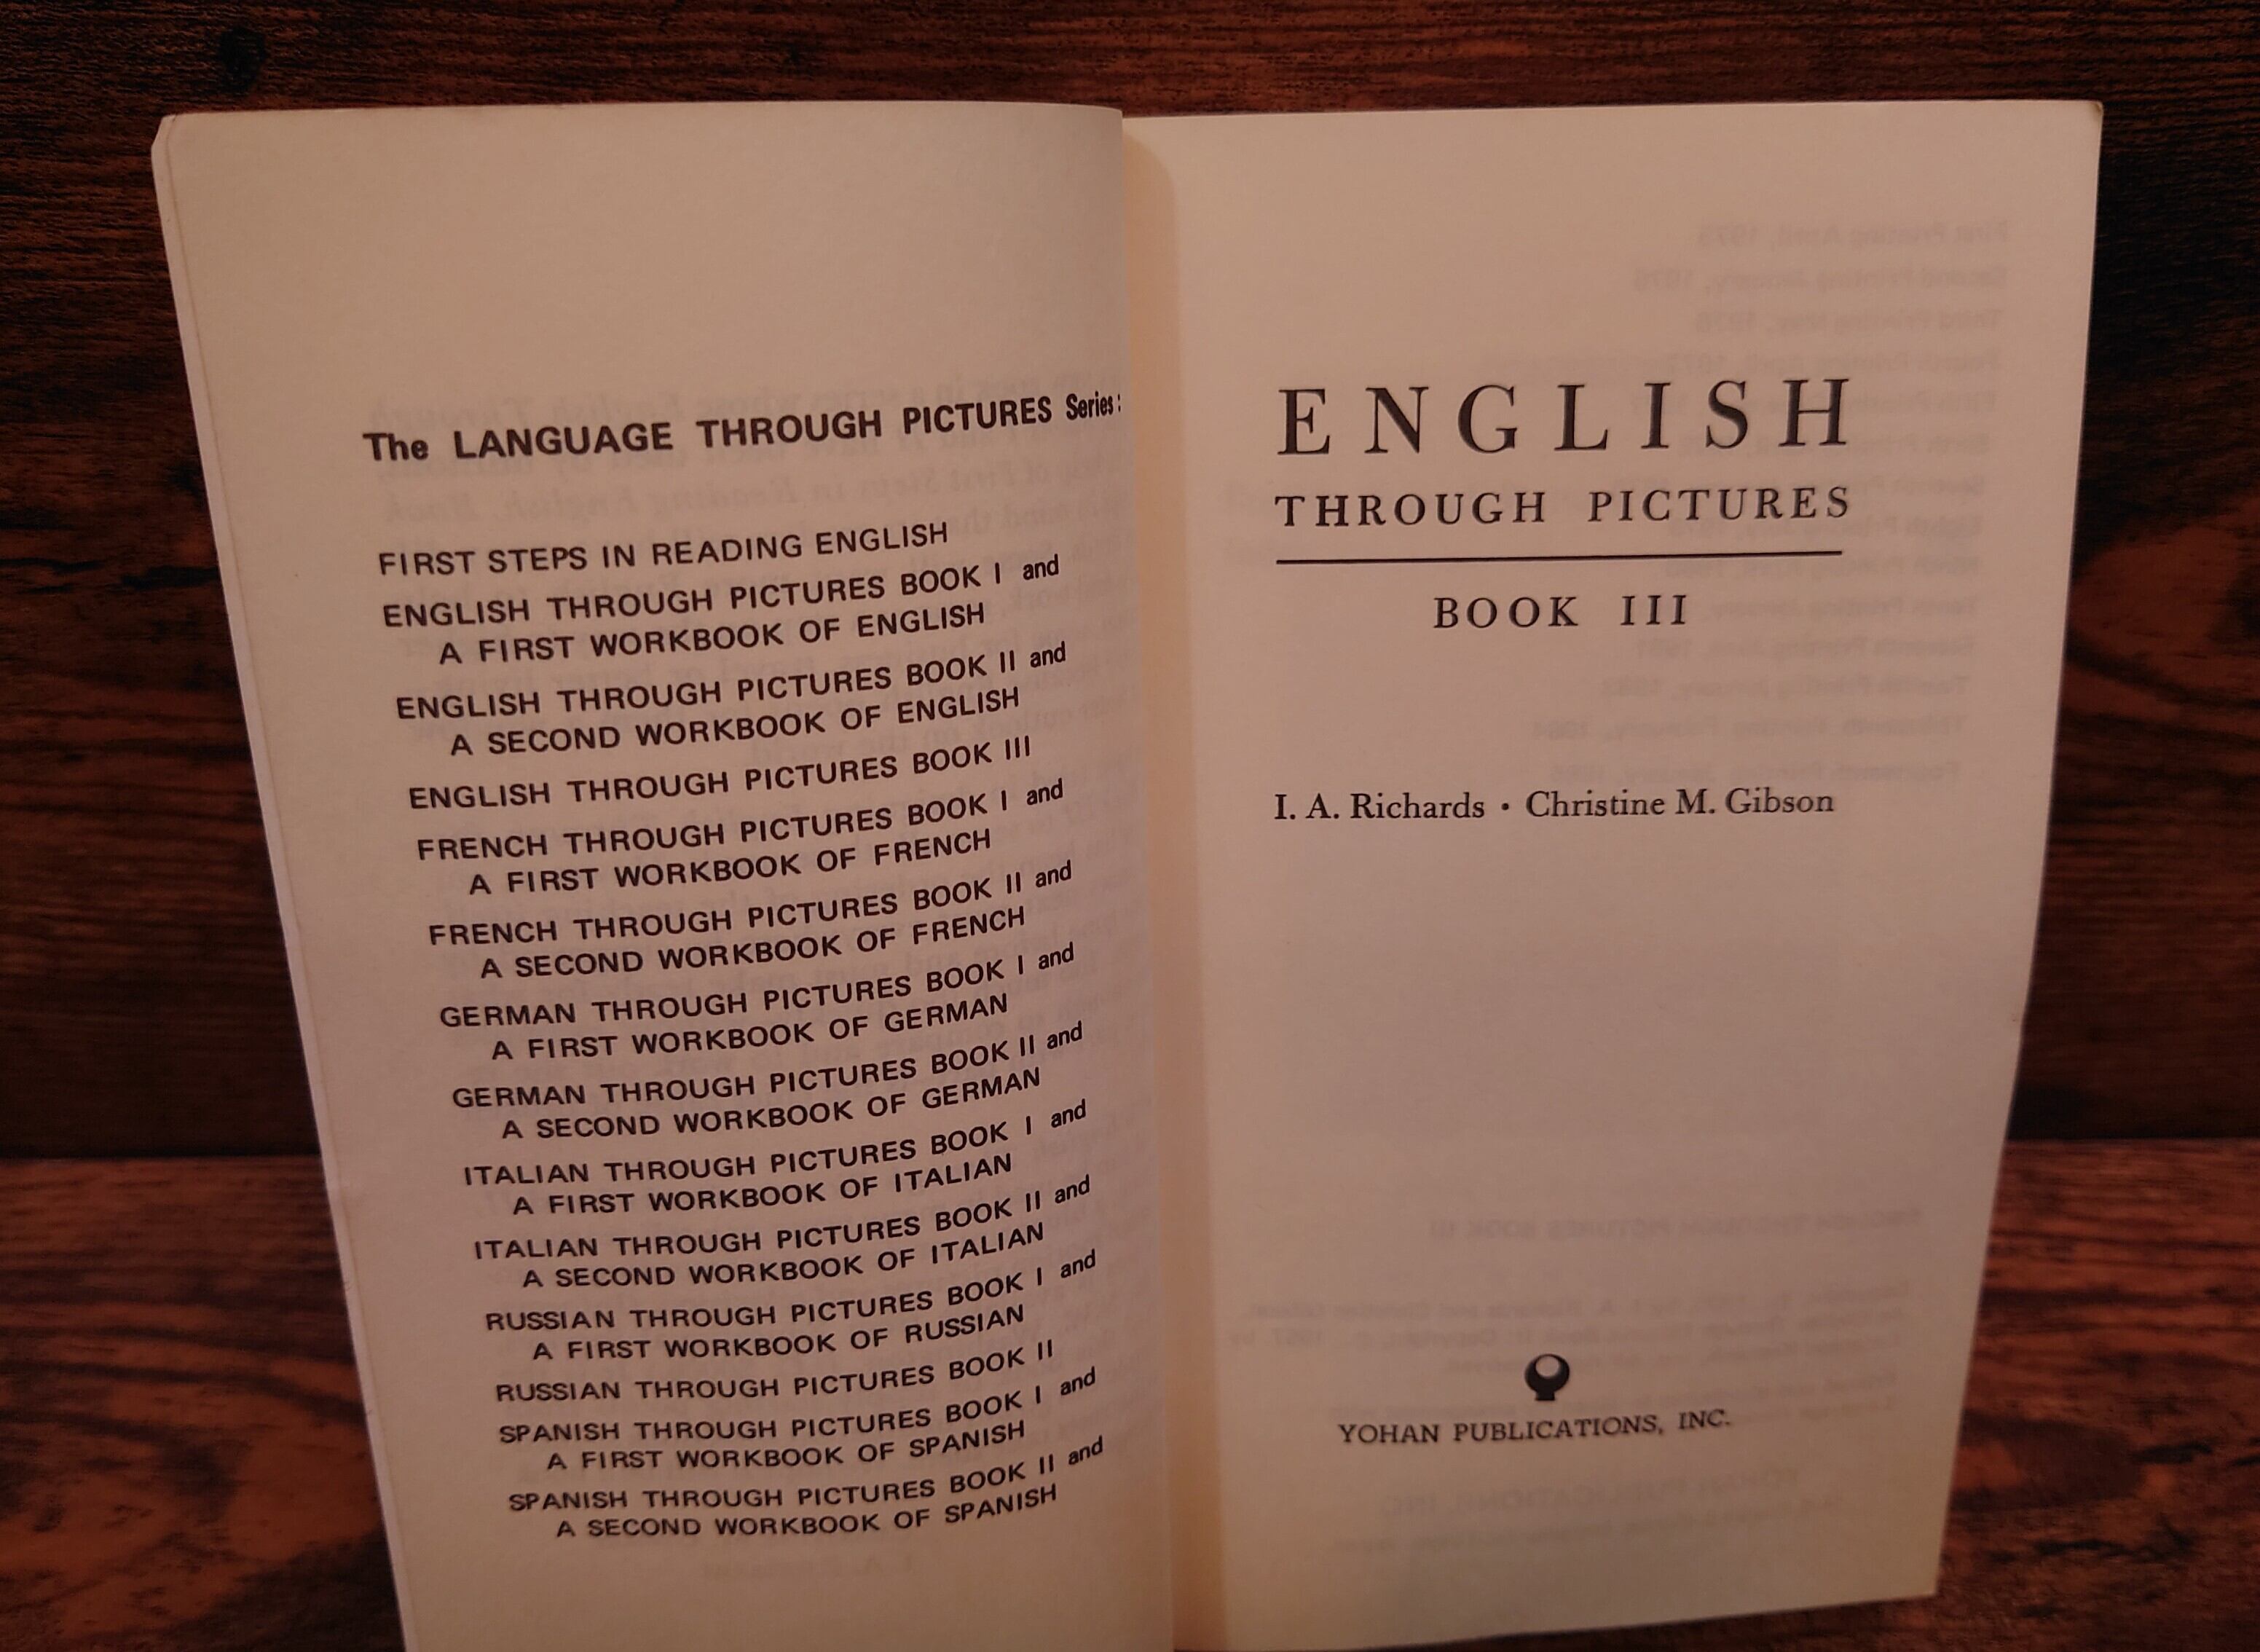 The LANGUAGE THROUGH PICTURES Series:
FIRST STEPS IN READING ENGLISH
ENGLISH THROUGH PICTURES BOOK I and
A FIRST WORKBOOK OF ENGLISH
ENGLISH THROUGH PICTURES BOOK II and
A SECOND WORKBOOK OF ENGLISH
ENGLISH THROUGH PICTURES BOOK III
FRENCH THROUGH PICTURES BOOK I and
A FIRST WORKBOOK OF FRENCH
FRENCH THROUGH PICTURES BOOK II and
A SECOND WORKBOOK OF FRENCH
GERMAN THROUGH PICTURES BOOK I and
A FIRST WORKBOOK OF GERMAN
GERMAN THROUGH PICTURES BOOK II and
A SECOND WORKBOOK OF GERMAN
ITALIAN THROUGH PICTURES BOOK I and
A FIRST WORKBOOK OF ITALIAN
ITALIAN THROUGH PICTURES BOOK II and
A SECOND WORKBOOK OF ITALIAN
RUSSIAN THROUGH PICTURES BOOK I and
A FIRST WORKBOOK OF RUSSIAN
RUSSIAN THROUGH PICTURES BOOK II
SPANISH THROUGH PICTURES BOOK I and
A FIRST WORKBOOK OF SPANISH
SPANISH THROUGH PICTURES BOOK II and
A SECOND WORKBOOK OF SPANISH
ENGLISH
THROUGH PICTURES
BOOK III
I. A. Richards · Christine M. Gibson
YOHAN PUBLICATIONS, INC.